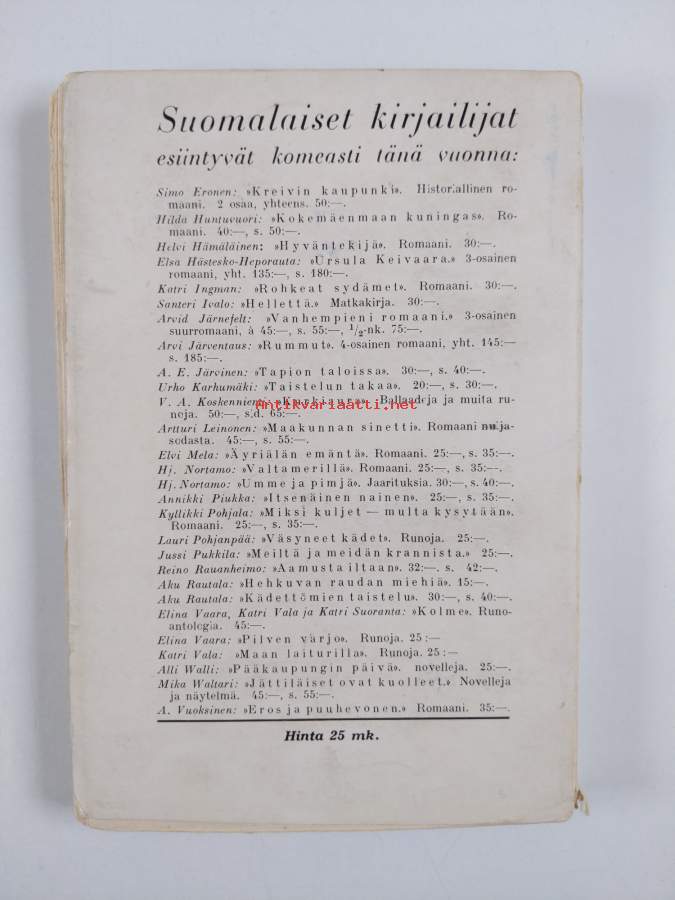 Suomalaiset kirjailijat
esiintyvät komeasti tänä vuonna:
Simo Eronen: »Kreivin kaupunki». Historiallinen ro-
maani. 2 osaa, yhteens. 50:—.
Hilda Huntuvuori: »Kokemäenmaan kuningas». Ro-
maani. 40:—, s. 50:—.
Helvi Hämäläinen: »Hyväntekijä». Romaani. 30:—.
Elsa Hästesko-Heporauta: »Ursula Keivaara.» 3-osainen
romaani, yht. 135:—, s. 180:—.
Katri Ingman: »Rohkeat sydämet». Romaani. 30:—.
Santeri Ivalo: »Hellettä.» Matkakirja. 30:—.
Arvid Järnefelt: »Vanhempieni romaani.» 3-osainen
suurromaani, à 45:—, s. 55:—, ½-nk. 75:—.
Arvi Järventaus: »Rummut». 4-osainen romaani, yht. 145:—
s. 185:—.
A. E. Järvinen: »Tapion taloissa». 30:—, s. 40:—.
Urho Karhumäki: »Taistelun takaa». 20:—, s. 30:—.
V. A. Koskenniemi: »Kurkiaura». Ballaadeja ja muita ru-
noja. 50:—, s.d. 65:—.
Antikvariaatti.net
Artturi Leinonen: »Maakunnan sinetti». Romaani nuija-
sodasta. 45:—, s. 55:—.
Elvi Mela: »Äyriälän emäntä». Romaani. 25:—, s. 35:—.
Hj. Nortamo: »Valtamerillä». Romaani. 25:—, s. 35:—.
Hj. Nortamo: »Umme ja pimjä». Jaarituksia. 30:—, s. 40:—.
Annikki Piukka: »Itsenäinen nainen». 25:—, s. 35:—.
Kyllikki Pohjala: »Miksi kuljet — multa kysytään».
Romaani. 25:—, s. 35:—.
Lauri Pohjanpää: »Väsyneet kädet». Runoja. 25:—.
Jussi Pukkila: »Meiltä ja meidän krannista.» 25:—.
Reino Rauanheimo: »Aamusta iltaan». 32:—. s. 42:—.
Aku Rautala: »Hehkuvan raudan miehiä». 15:—.
Aku Rautala: »Kädettömien taistelu». 30:—, s. 40:—.
Elina Vaara, Katri Vala ja Katri Suoranta: »Kolme». Runo-
antologia. 45:—.
Elina Vaara: »Pilven varjo». Runoja. 25:—
Katri Vala: »Maan laiturilla». Runoja. 25:—
Alli Walli: »Pääkaupungin päivä». novelleja. 25:—.
Mika Waltari: »Jättiläiset ovat kuolleet.» Novelleja
ja näytelmä. 45:—, s. 55:—.
A. Vuoksinen: »Eros ja puuhevonen.» Romaani. 35:—.
Hinta 25 mk.